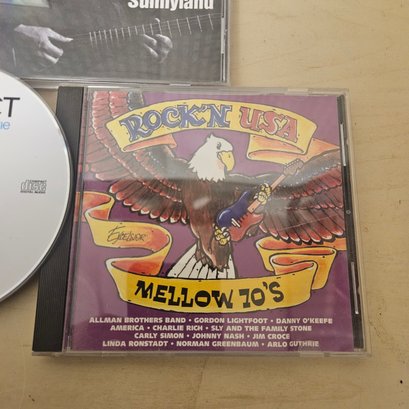 Sunnyland
CT
ue
ROCK'N USA
MELLOW 70'S
ALLMAN BROTHERS BAND • GORDON LIGHTFOOT • DANNY O'KEEFE
AMERICA • CHARLIE RICH • SLY AND THE FAMILY STONE
CARLY SIMON • JOHNNY NASH • JIM CROCE
LINDA RONSTADT • NORMAN GREENBAUM • ARLO GUTHRIE